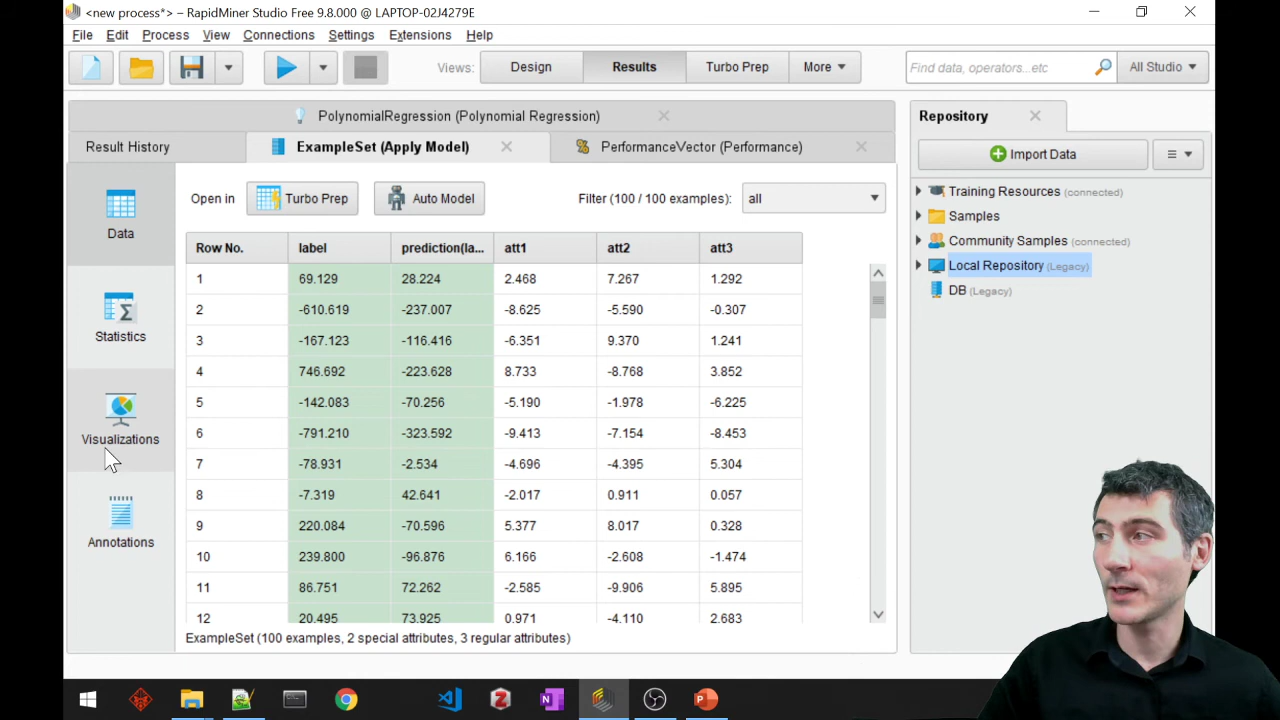 <new process*> – RapidMiner Studio Free 9.8.000 @ LAPTOP-02J4279E
File Edit Process View Connections Settings Extensions Help
Views: Design Results Turbo Prep More Find data, operators...etc All Studio
PolynomialRegression (Polynomial Regression)
Result History ExampleSet (Apply Model) PerformanceVector (Performance)
Data
Statistics
Visualizations
Annotations
Open in Turbo Prep Auto Model Filter (100 / 100 examples): all
Row No. label prediction(la... att1 att2 att3
1 69.129 28.224 2.468 7.267 1.292
2 -610.619 -237.007 -8.625 -5.590 -0.307
3 -167.123 -116.416 -6.351 9.370 1.241
4 746.692 -223.628 8.733 -8.768 3.852
5 -142.083 -70.256 -5.190 -1.978 -6.225
6 -791.210 -323.592 -9.413 -7.154 -8.453
7 -78.931 -2.534 -4.696 -4.395 5.304
8 -7.319 42.641 -2.017 0.911 0.057
9 220.084 -70.596 5.377 8.017 0.328
10 239.800 -96.876 6.166 -2.608 -1.474
11 86.751 72.262 -2.585 -9.906 5.895
12 20.495 73.925 0.971 -4.110 2.683
ExampleSet (100 examples, 2 special attributes, 3 regular attributes)
Repository
Import Data
Training Resources (connected)
Samples
Community Samples (connected)
Local Repository (Legacy)
DB (Legacy)